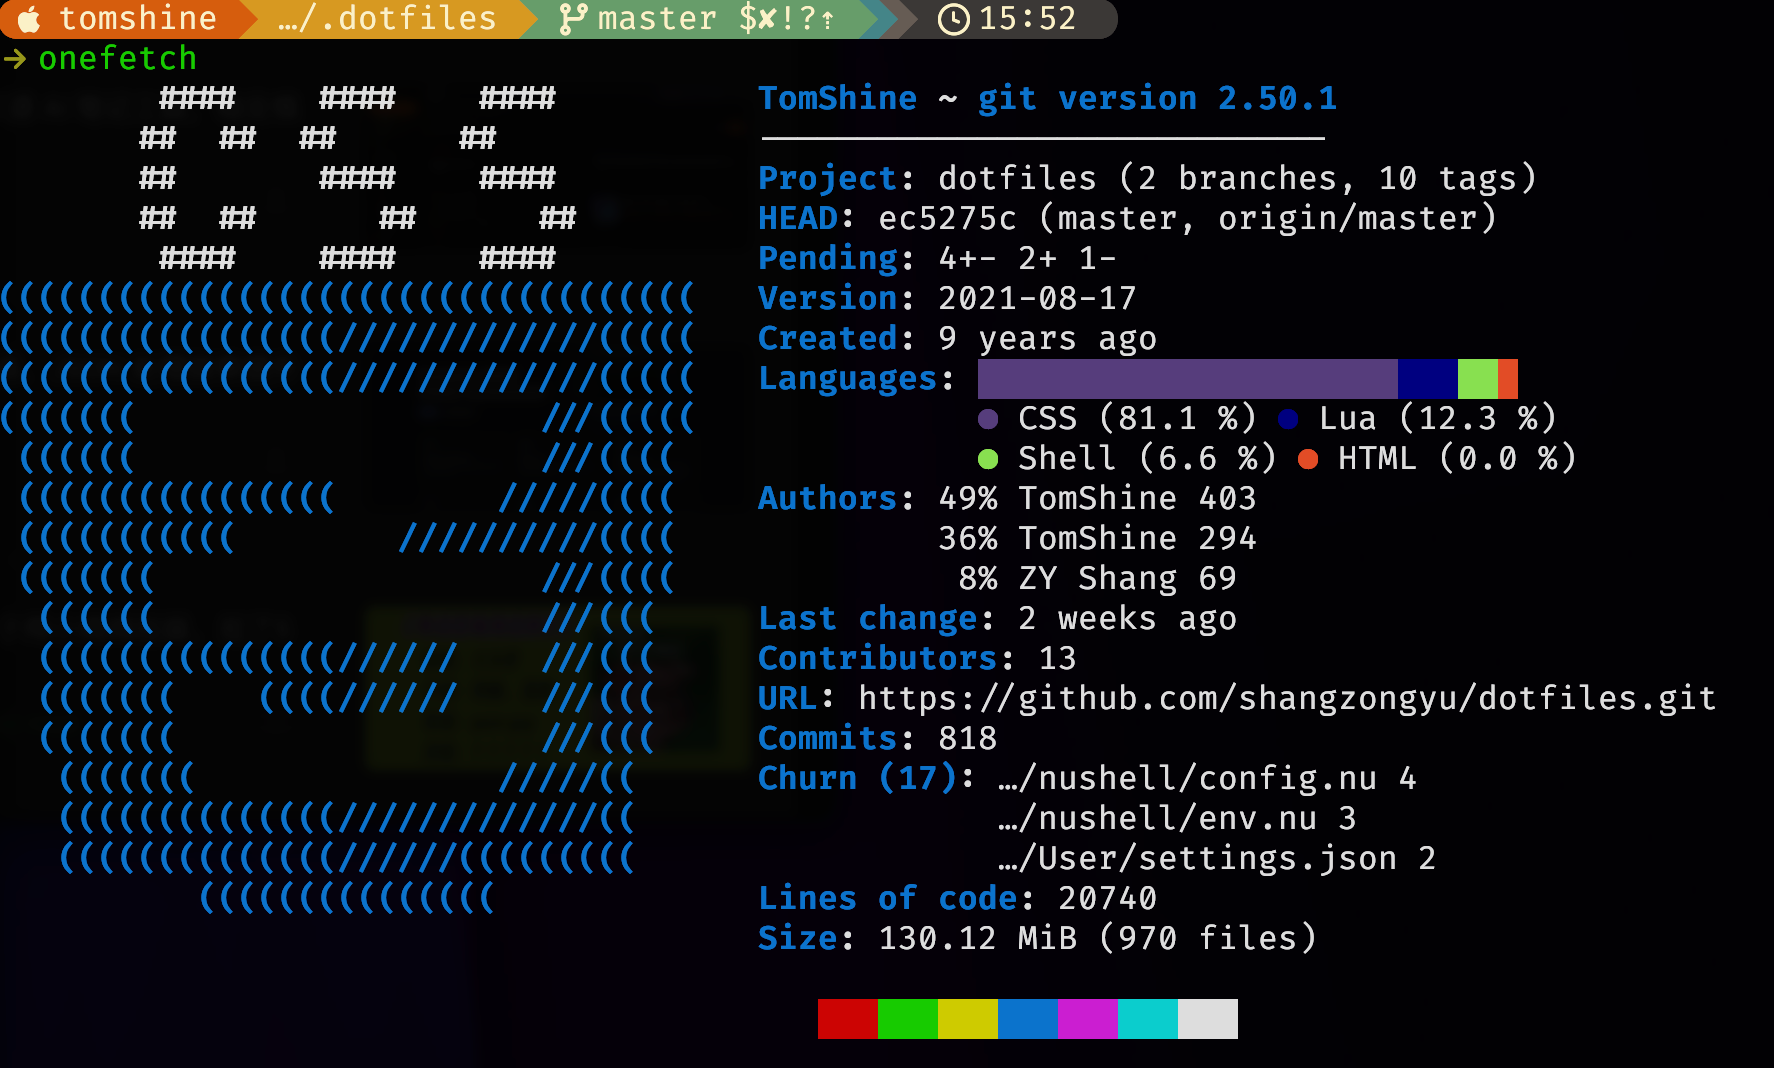 tomshine …/.dotfiles master $✘!?⇡ 15:52
→ onefetch
TomShine ~ git version 2.50.1
Project: dotfiles (2 branches, 10 tags)
HEAD: ec5275c (master, origin/master)
Pending: 4+- 2+ 1-
Version: 2021-08-17
Created: 9 years ago
Languages:
● CSS (81.1 %) ● Lua (12.3 %)
● Shell (6.6 %) ● HTML (0.0 %)
Authors: 49% TomShine 403
36% TomShine 294
8% ZY Shang 69
Last change: 2 weeks ago
Contributors: 13
URL: https://github.com/shangzongyu/dotfiles.git
Commits: 818
Churn (17): …/nushell/config.nu 4
…/nushell/env.nu 3
…/User/settings.json 2
Lines of code: 20740
Size: 130.12 MiB (970 files)